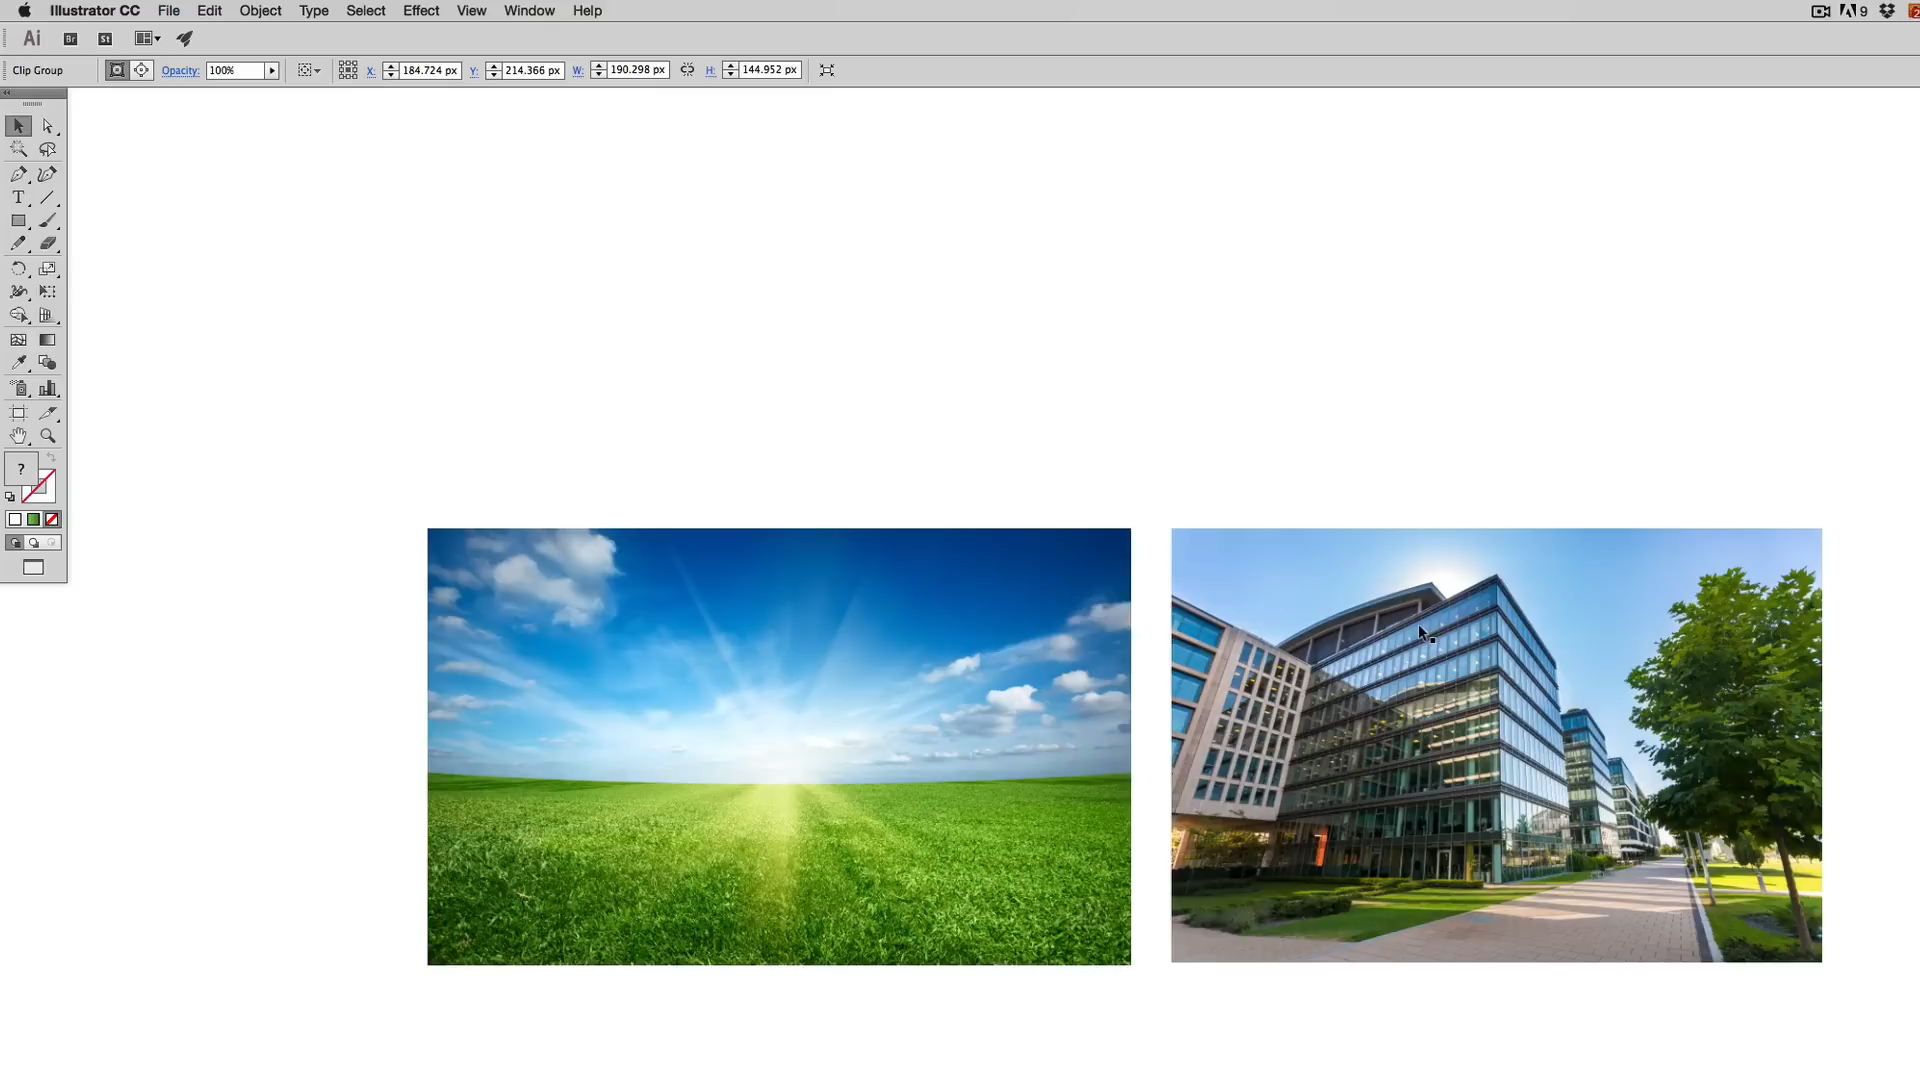 Illustrator CC File Edit Object Type Select Effect View Window Help 9
Ai Br St
Clip Group Opacity: 100% X: 184.724 px Y: 214.366 px W: 190.298 px H: 144.952 px
T
?